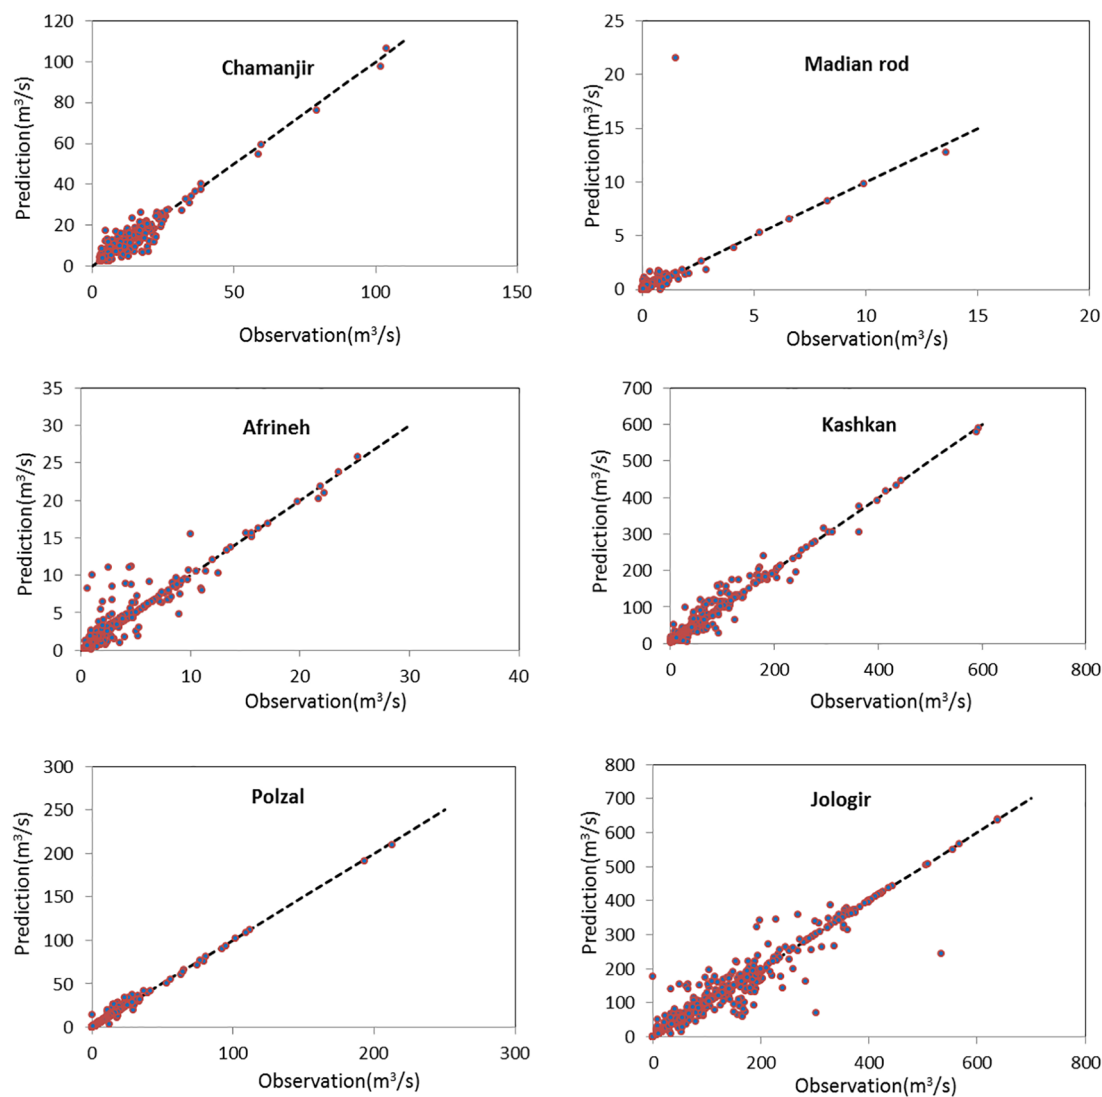 Chamanjir
Prediction(m³/s)
120
100
80
60
40
20
0
0 50 100 150
Observation(m³/s)
Madian rod
Prediction(m³/s)
25
20
15
10
5
0
0 5 10 15 20
Observation(m³/s)
Afrineh
Prediction(m³/s)
35
30
25
20
15
10
5
0
0 10 20 30 40
Observation(m³/s)
Kashkan
Prediction(m³/s)
700
600
500
400
300
200
100
0
0 200 400 600 800
Observation(m³/s)
Polzal
Prediction(m³/s)
300
250
200
150
100
50
0
0 100 200 300
Observation(m³/s)
Jologir
Prediction(m³/s)
800
700
600
500
400
300
200
100
0
0 200 400 600 800
Observation(m³/s)